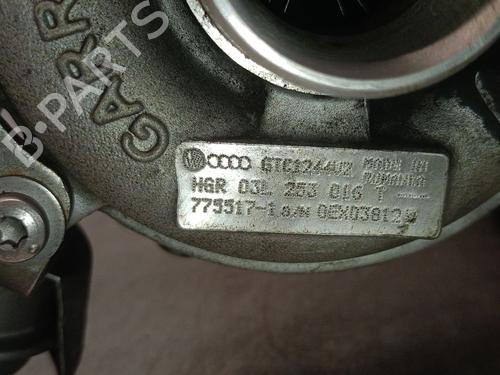 GARR
B-PARTS
GTC1244VZ MADE IN
ROMANIA
HGR 03L 253 016 T
775517-1 S/N 0EX03812